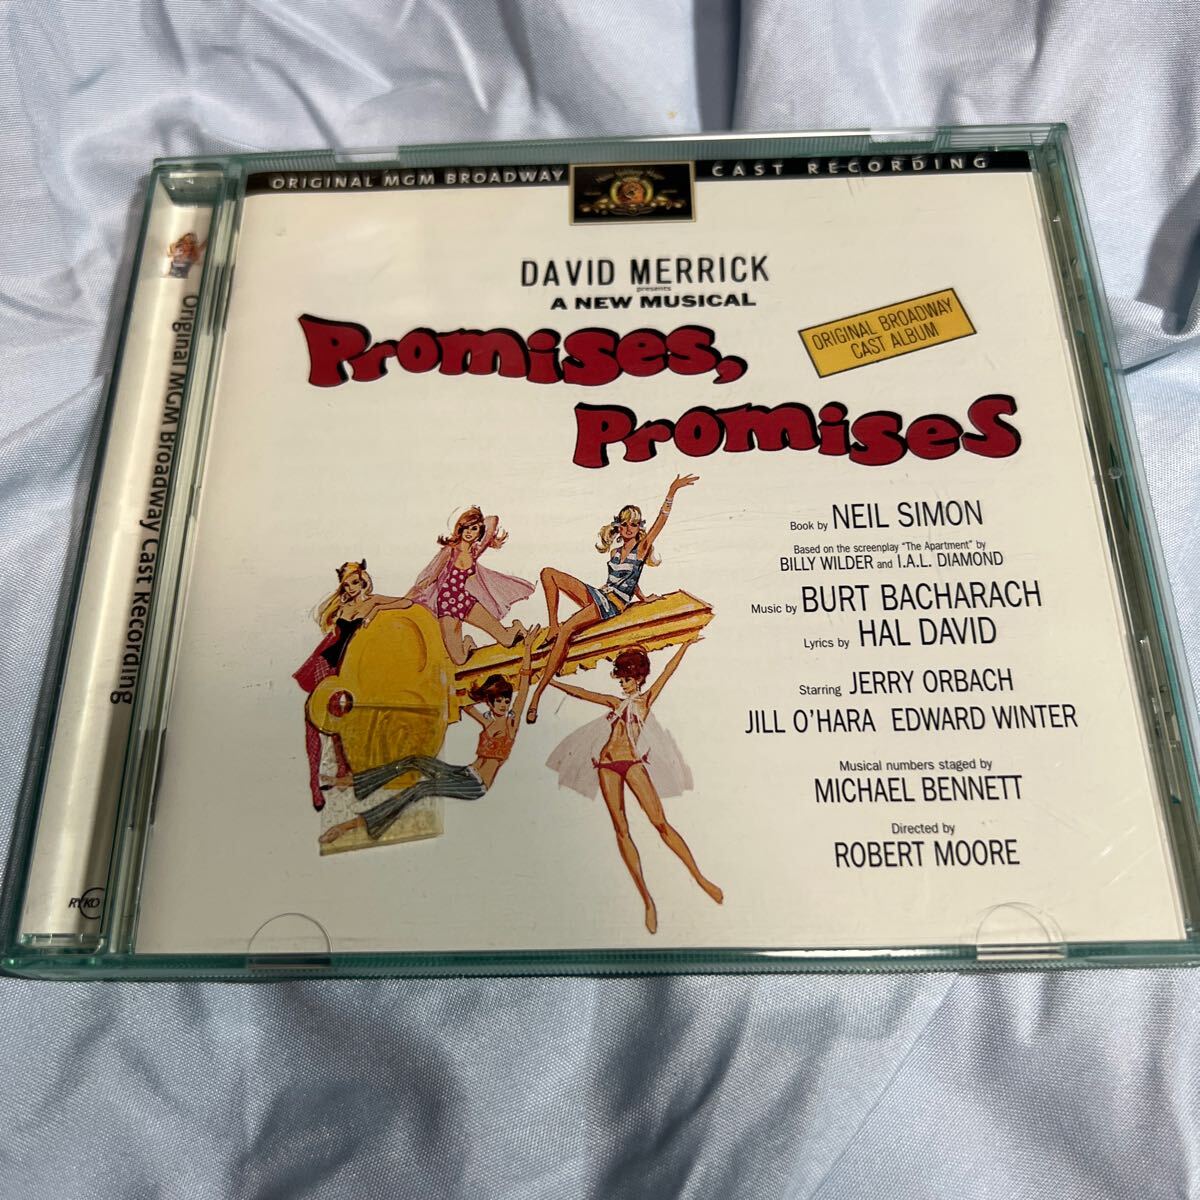 ORIGINAL MGM BROADWAY CAST RECORDING
DAVID MERRICK
presents
A NEW MUSICAL
Promises,
Promises
ORIGINAL BROADWAY
CAST ALBUM
Book by NEIL SIMON
Based on the screenplay "The Apartment" by
BILLY WILDER and I.A.L. DIAMOND
Music by BURT BACHARACH
Lyrics by HAL DAVID
Starring JERRY ORBACH
JILL O'HARA EDWARD WINTER
Musical numbers staged by
MICHAEL BENNETT
Directed by
ROBERT MOORE
Original MGM Broadway Cast Recording
RYKO